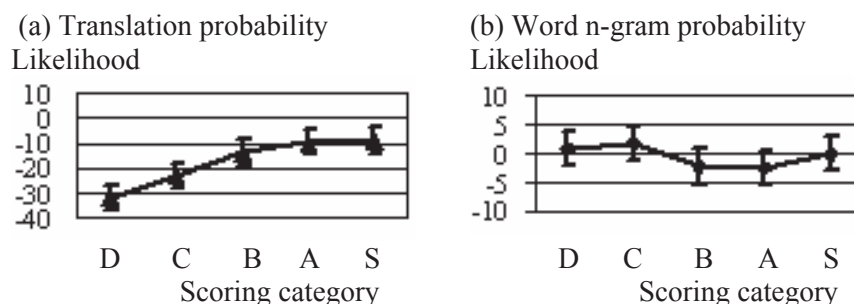 (a) Translation probability
Likelihood
10
0
-10
-20
-30
-40
D C B A S
Scoring category
(b) Word n-gram probability
Likelihood
10
5
0
-5
-10
D C B A S
Scoring category